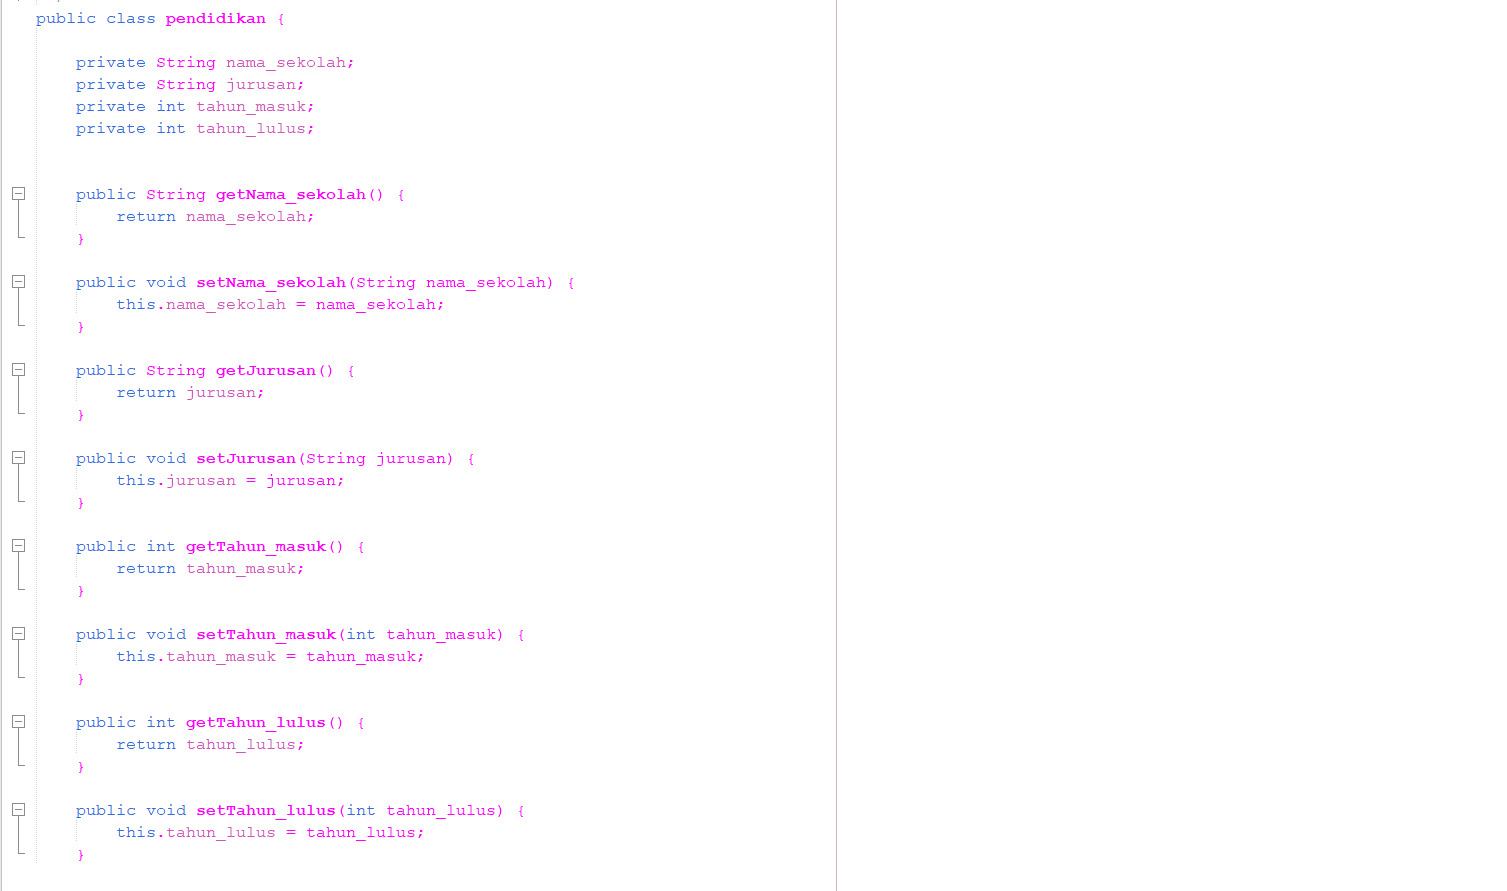 public class pendidikan {
private String nama_sekolah;
private String jurusan;
private int tahun_masuk;
private int tahun_lulus;
public String getNama_sekolah() {
return nama_sekolah;
}
public void setNama_sekolah(String nama_sekolah) {
this.nama_sekolah = nama_sekolah;
}
public String getJurusan() {
return jurusan;
}
public void setJurusan(String jurusan) {
this.jurusan = jurusan;
}
public int getTahun_masuk() {
return tahun_masuk;
}
public void setTahun_masuk(int tahun_masuk) {
this.tahun_masuk = tahun_masuk;
}
public int getTahun_lulus() {
return tahun_lulus;
}
public void setTahun_lulus(int tahun_lulus) {
this.tahun_lulus = tahun_lulus;
}